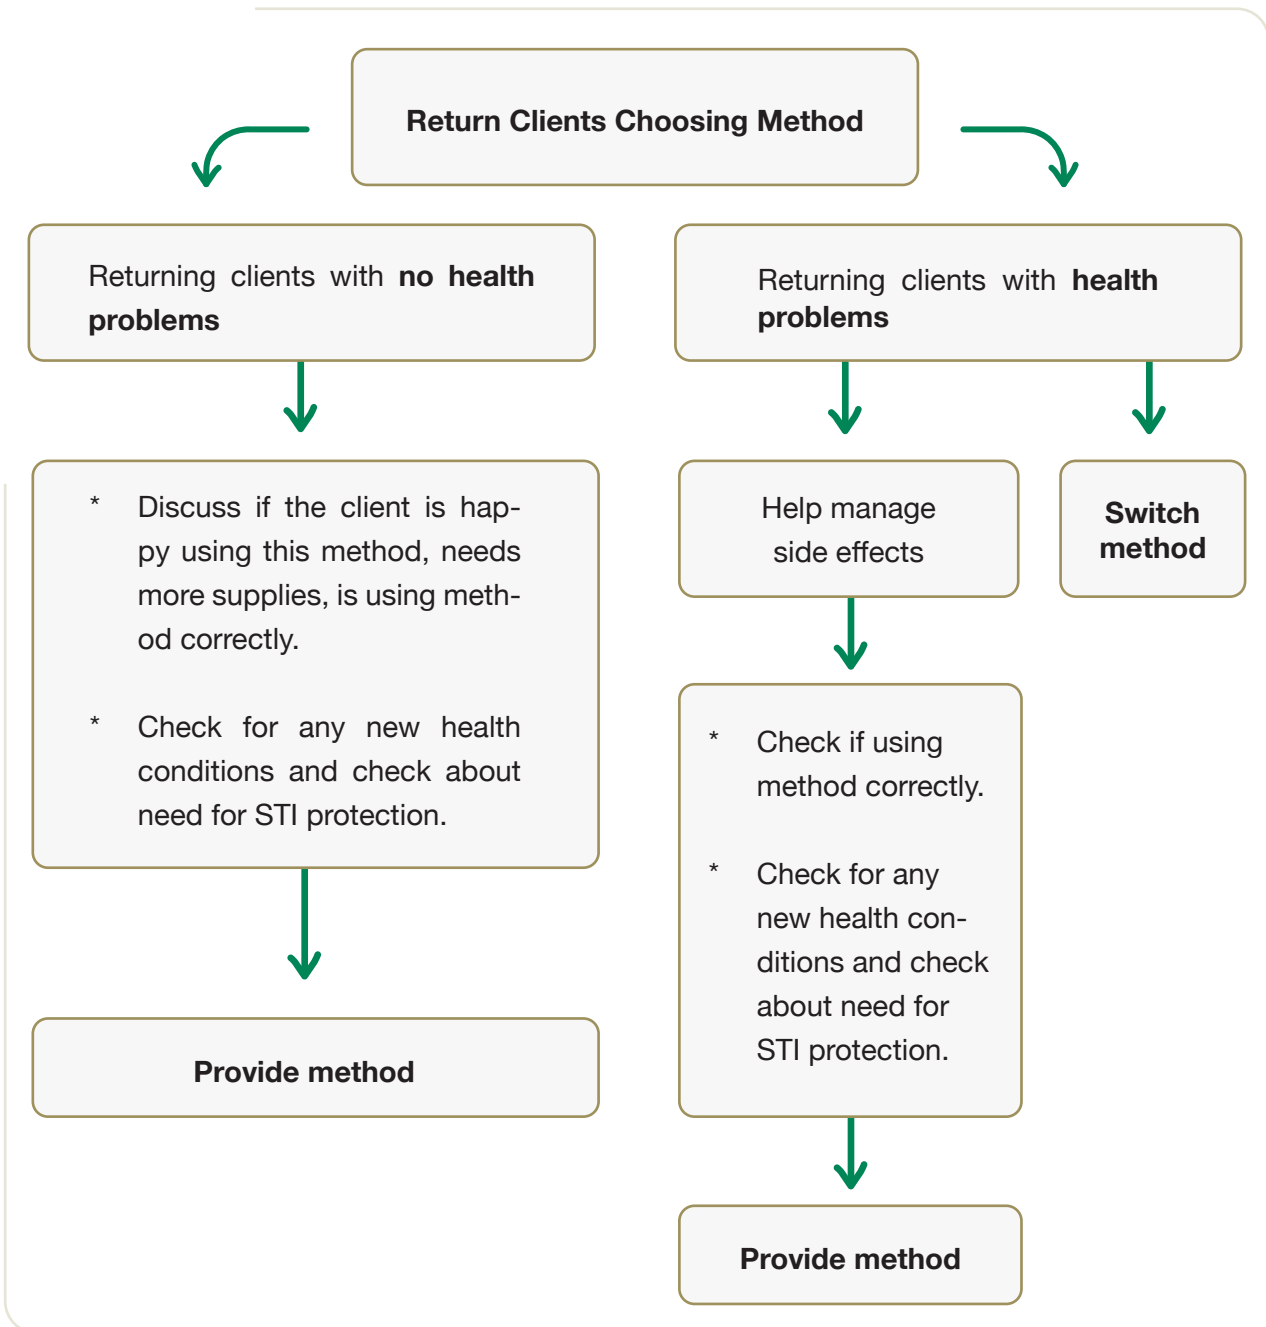 Return Clients Choosing Method
Returning clients with no health
problems
* Discuss if the client is hap-
py using this method, needs
more supplies, is using meth-
od correctly.
* Check for any new health
conditions and check about
need for STI protection.
Provide method
Returning clients with health
problems
Help manage
side effects
Switch
method
* Check if using
method correctly.
* Check for any
new health con-
ditions and check
about need for
STI protection.
Provide method